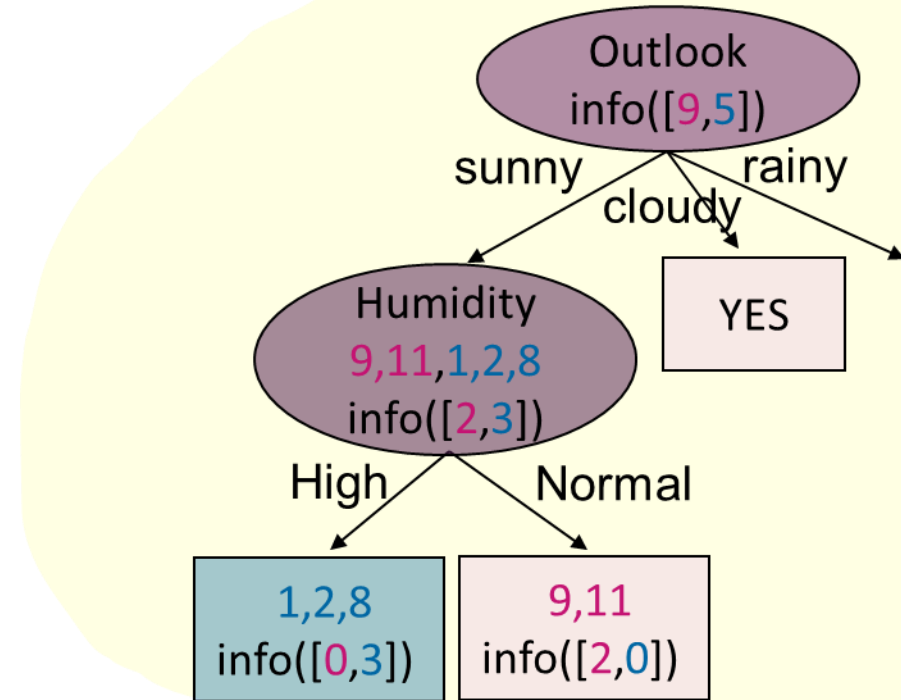 Outlook
info([9,5])
sunny
cloudy
rainy
Humidity
9,11,1,2,8
info([2,3])
YES
High
Normal
1,2,8
info([0,3])
9,11
info([2,0])